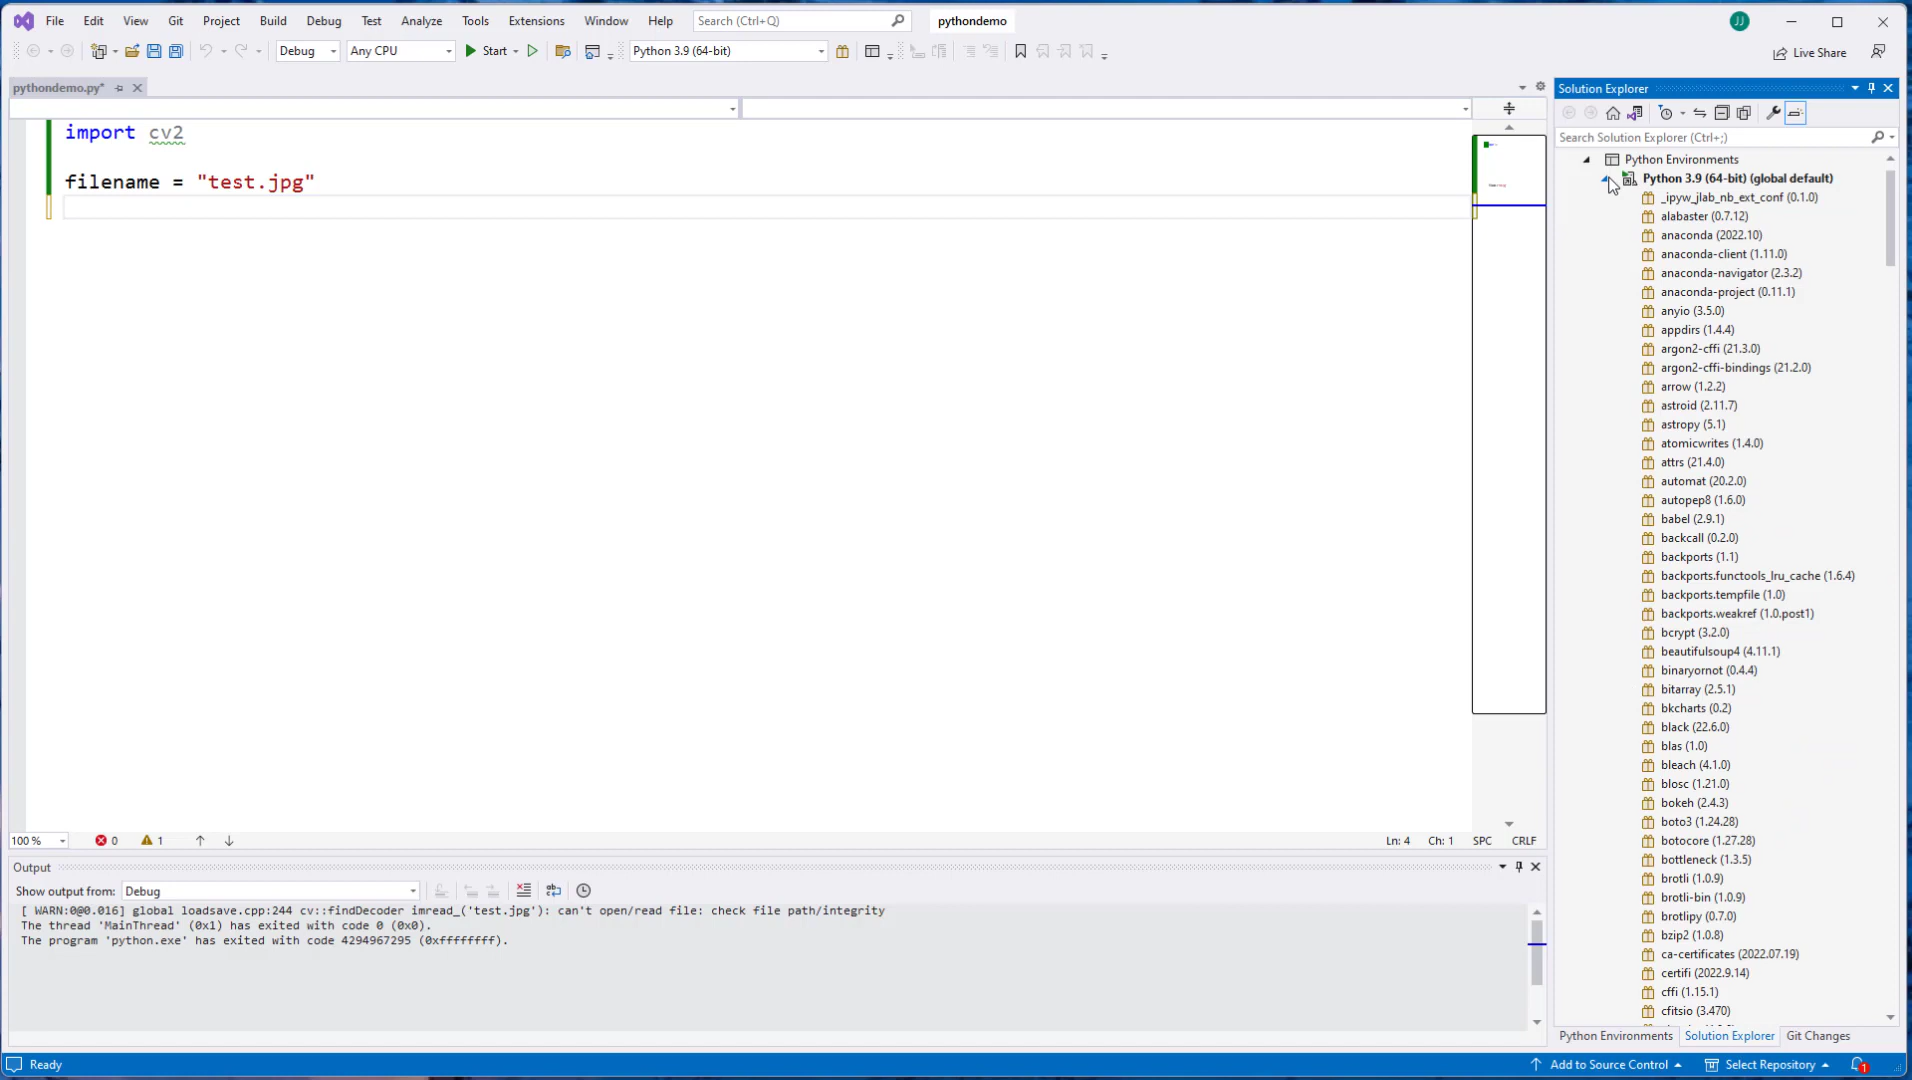 File Edit View Git Project Build Debug Test Analyze Tools Extensions Window Help Search (Ctrl+Q) pythondemo JJ
Debug Any CPU Start Python 3.9 (64-bit) Live Share
pythondemo.py*
import cv2
filename = "test.jpg"
100 % 0 1 Ln: 4 Ch: 1 SPC CRLF
Output
Show output from: Debug
[ WARN:0@0.016] global loadsave.cpp:244 cv::findDecoder imread_('test.jpg'): can't open/read file: check file path/integrity
The thread 'MainThread' (0x1) has exited with code 0 (0x0).
The program 'python.exe' has exited with code 4294967295 (0xffffffff).
Solution Explorer
Search Solution Explorer (Ctrl+;)
Python Environments
Python 3.9 (64-bit) (global default)
_ipyw_jlab_nb_ext_conf (0.1.0)
alabaster (0.7.12)
anaconda (2022.10)
anaconda-client (1.11.0)
anaconda-navigator (2.3.2)
anaconda-project (0.11.1)
anyio (3.5.0)
appdirs (1.4.4)
argon2-cffi (21.3.0)
argon2-cffi-bindings (21.2.0)
arrow (1.2.2)
astroid (2.11.7)
astropy (5.1)
atomicwrites (1.4.0)
attrs (21.4.0)
automat (20.2.0)
autopep8 (1.6.0)
babel (2.9.1)
backcall (0.2.0)
backports (1.1)
backports.functools_lru_cache (1.6.4)
backports.tempfile (1.0)
backports.weakref (1.0.post1)
bcrypt (3.2.0)
beautifulsoup4 (4.11.1)
binaryornot (0.4.4)
bitarray (2.5.1)
bkcharts (0.2)
black (22.6.0)
blas (1.0)
bleach (4.1.0)
blosc (1.21.0)
bokeh (2.4.3)
boto3 (1.24.28)
botocore (1.27.28)
bottleneck (1.3.5)
brotli (1.0.9)
brotli-bin (1.0.9)
brotlipy (0.7.0)
bzip2 (1.0.8)
ca-certificates (2022.07.19)
certifi (2022.9.14)
cffi (1.15.1)
cfitsio (3.470)
Python Environments Solution Explorer Git Changes
Ready Add to Source Control Select Repository 1